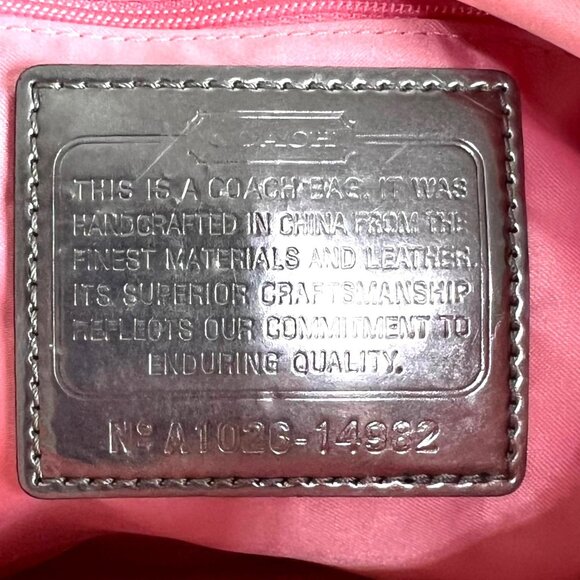 COACH
THIS IS A COACH BAG. IT WAS
HANDCRAFTED IN CHINA FROM THE
FINEST MATERIALS AND LEATHER.
ITS SUPERIOR CRAFTSMANSHIP
REFLECTS OUR COMMITMENT TO
ENDURING QUALITY.
Nº A1026-14982